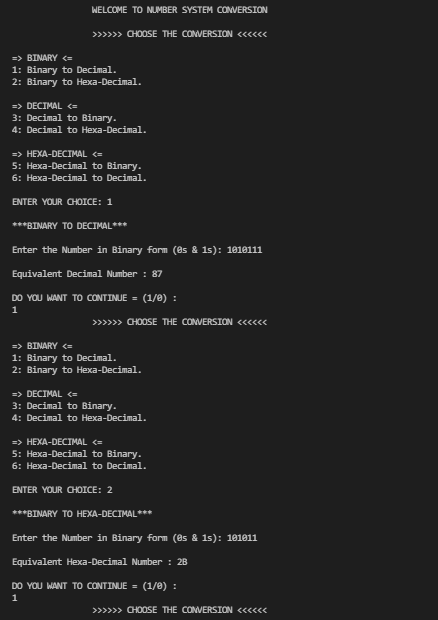 WELCOME TO NUMBER SYSTEM CONVERSION
>>>>>> CHOOSE THE CONVERSION <<<<<<
=> BINARY <=
1: Binary to Decimal.
2: Binary to Hexa-Decimal.
=> DECIMAL <=
3: Decimal to Binary.
4: Decimal to Hexa-Decimal.
=> HEXA-DECIMAL <=
5: Hexa-Decimal to Binary.
6: Hexa-Decimal to Decimal.
ENTER YOUR CHOICE: 1
***BINARY TO DECIMAL***
Enter the Number in Binary form (0s & 1s): 1010111
Equivalent Decimal Number : 87
DO YOU WANT TO CONTINUE = (1/0) :
1
>>>>>> CHOOSE THE CONVERSION <<<<<<
=> BINARY <=
1: Binary to Decimal.
2: Binary to Hexa-Decimal.
=> DECIMAL <=
3: Decimal to Binary.
4: Decimal to Hexa-Decimal.
=> HEXA-DECIMAL <=
5: Hexa-Decimal to Binary.
6: Hexa-Decimal to Decimal.
ENTER YOUR CHOICE: 2
***BINARY TO HEXA-DECIMAL***
Enter the Number in Binary form (0s & 1s): 101011
Equivalent Hexa-Decimal Number : 2B
DO YOU WANT TO CONTINUE = (1/0) :
1
>>>>>> CHOOSE THE CONVERSION <<<<<<